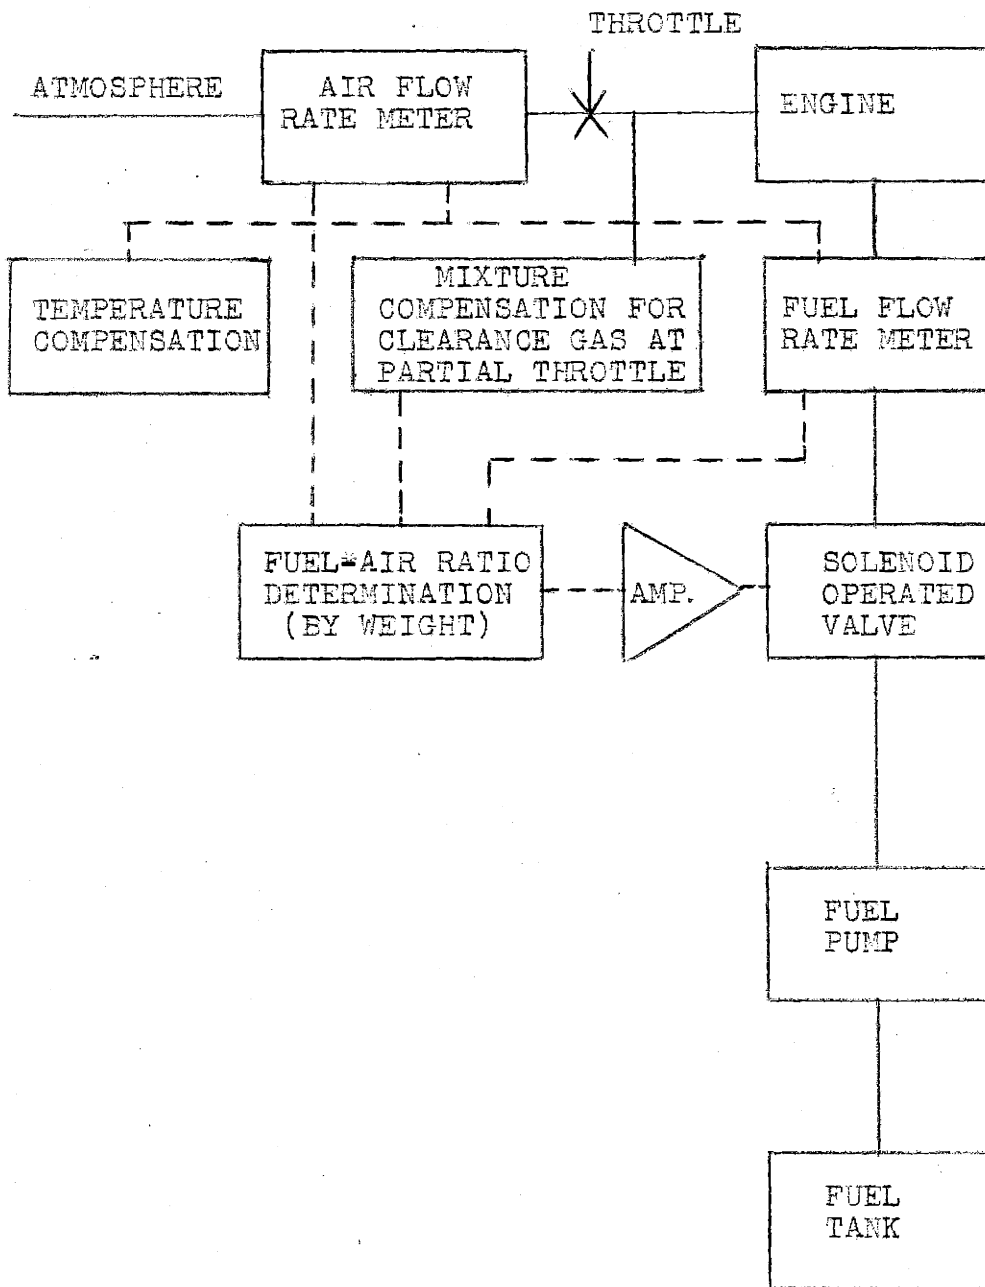 THROTTLE
ATMOSPHERE
AIR FLOW
RATE METER
ENGINE
TEMPERATURE
COMPENSATION
MIXTURE
COMPENSATION FOR
CLEARANCE GAS AT
PARTIAL THROTTLE
FUEL FLOW
RATE METER
FUEL-AIR RATIO
DETERMINATION
(BY WEIGHT)
AMP.
SOLENOID
OPERATED
VALVE
FUEL
PUMP
FUEL
TANK